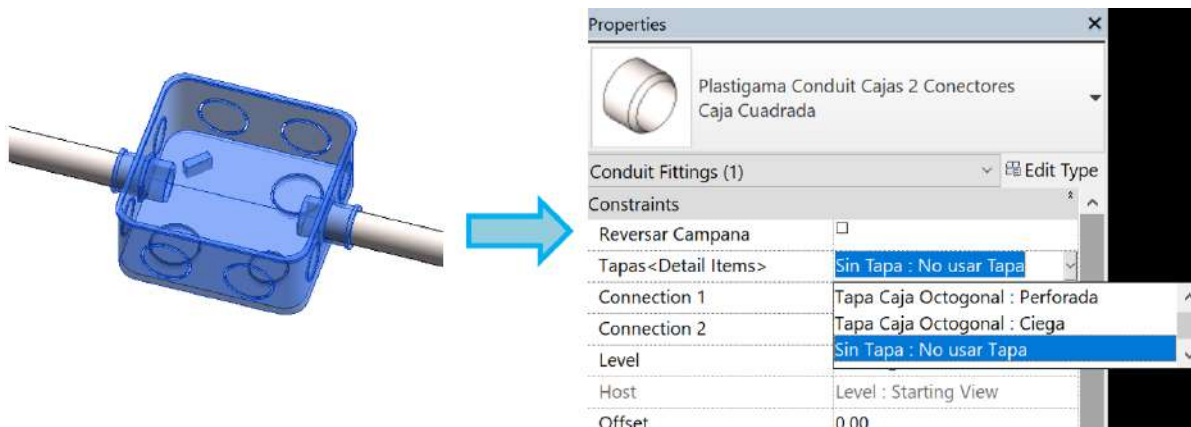 Properties
Plastigama Conduit Cajas 2 Conectores
Caja Cuadrada
Conduit Fittings (1)
Edit Type
Constraints
Reversar Campana
Tapas<Detail Items>
Sin Tapa : No usar Tapa
Connection 1
Tapa Caja Octogonal : Perforada
Connection 2
Tapa Caja Octogonal : Ciega
Sin Tapa : No usar Tapa
Level
Host
Level : Starting View
Offset
0.00